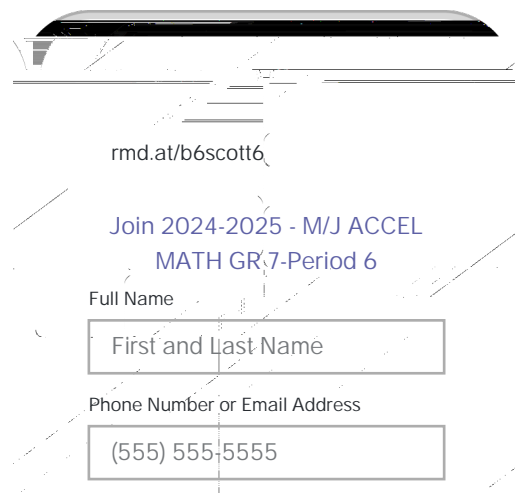 rmd.at/b6scott6
Join 2024-2025 - M/J ACCEL
MATH GR 7-Period 6
Full Name
First and Last Name
Phone Number or Email Address
(555) 555-5555